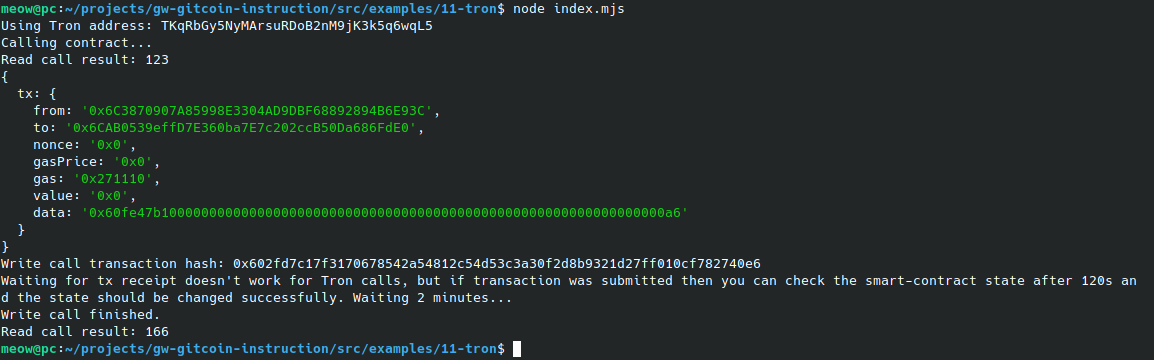 meow@pc:~/projects/gw-gitcoin-instruction/src/examples/11-tron$ node index.mjs
Using Tron address: TKqRbGy5NyMArsuRDoB2nM9jK3k5q6wqL5
Calling contract...
Read call result: 123
{
  tx: {
    from: '0x6C3870907A85998E3304AD9DBF68892894B6E93C',
    to: '0x6CAB0539effD7E360ba7E7c202ccB50Da686FdE0',
    nonce: '0x0',
    gasPrice: '0x0',
    gas: '0x271110',
    value: '0x0',
    data: '0x60fe47b100000000000000000000000000000000000000000000000000000000000000a6'
  }
}
Write call transaction hash: 0x602fd7c17f3170678542a54812c54d53c3a30f2d8b9321d27ff010cf782740e6
Waiting for tx receipt doesn't work for Tron calls, but if transaction was submitted then you can check the smart-contract state after 120s an
d the state should be changed successfully. Waiting 2 minutes...
Write call finished.
Read call result: 166
meow@pc:~/projects/gw-gitcoin-instruction/src/examples/11-tron$